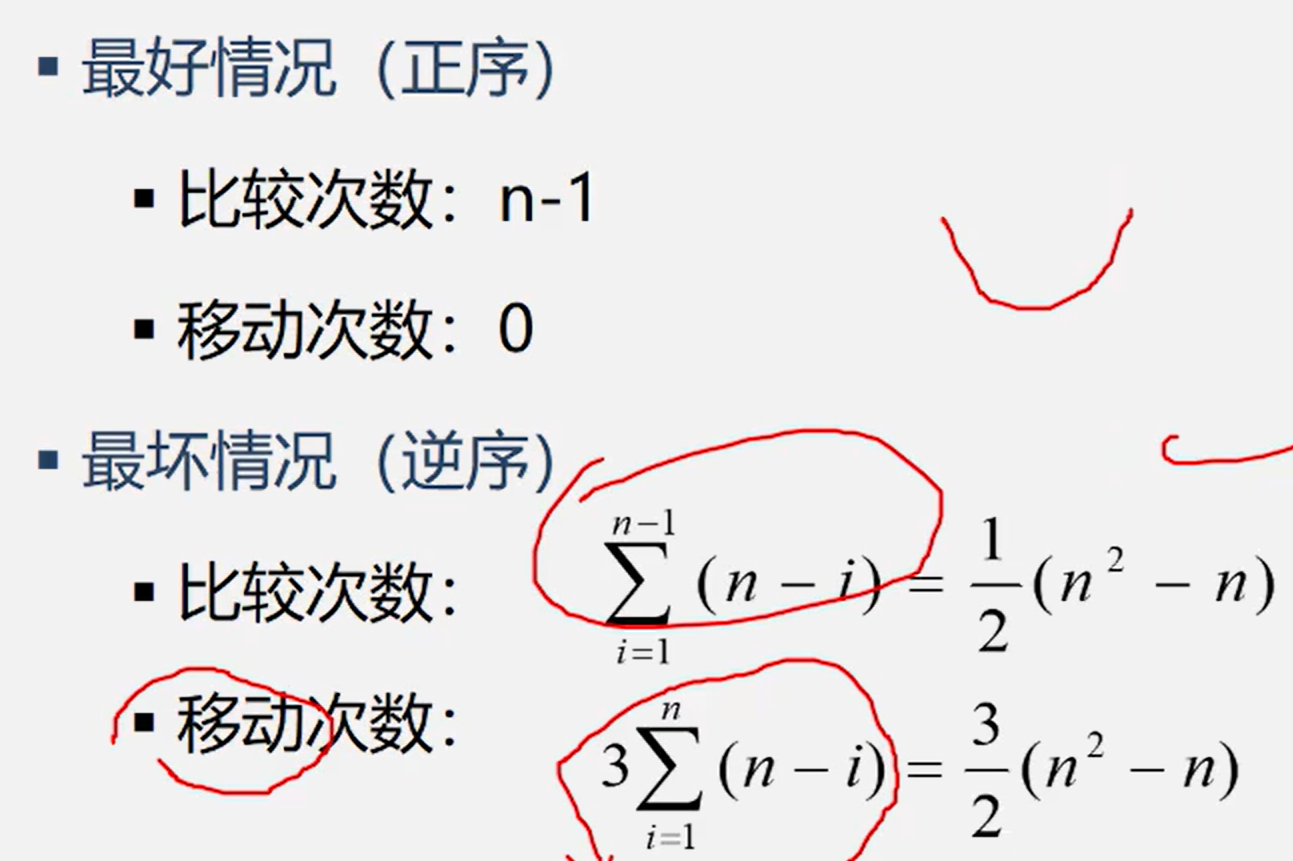 ▪ 最好情况（正序）
▪ 比较次数：n-1
▪ 移动次数：0
▪ 最坏情况（逆序）
▪ 比较次数： \sum_{i=1}^{n-1} (n - i) = \frac{1}{2}(n^2 - n)
▪ 移动次数： 3\sum_{i=1}^{n} (n - i) = \frac{3}{2}(n^2 - n)